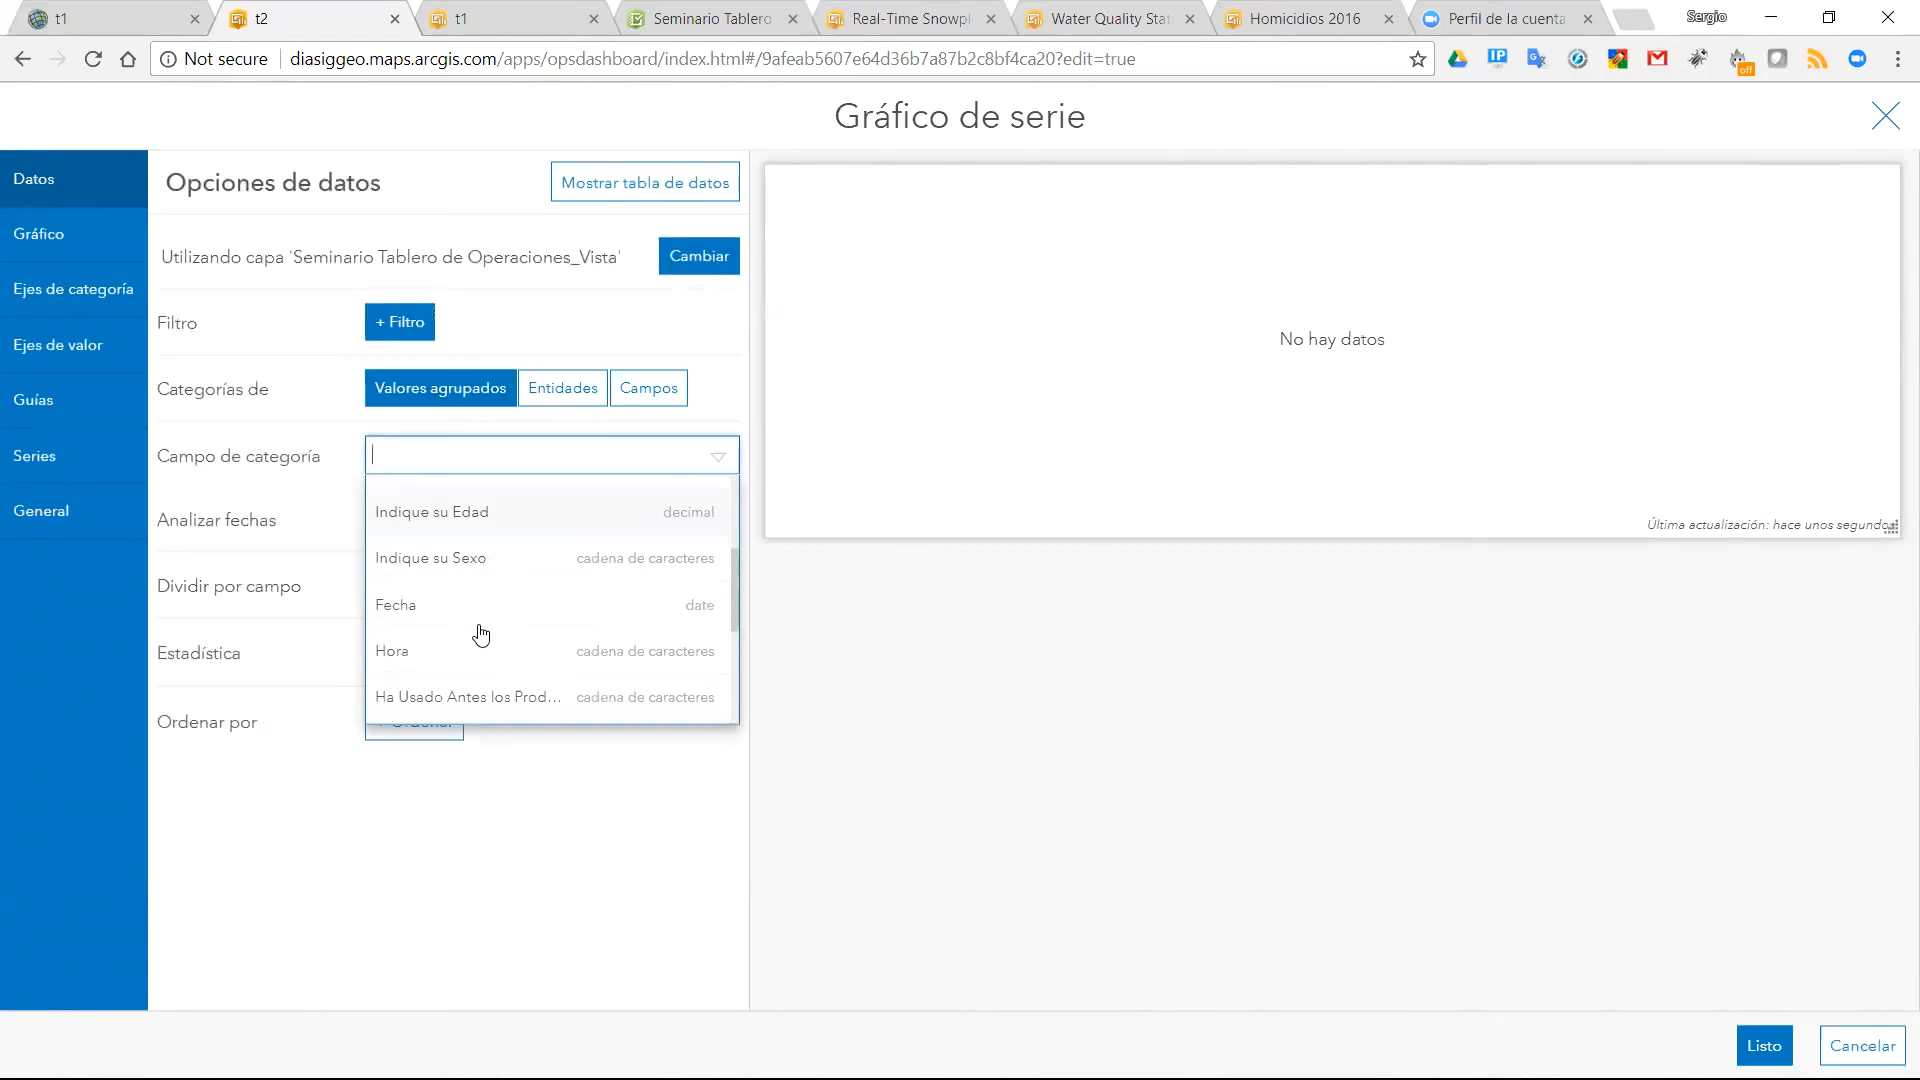 t1
t2
t1
Seminario Tablero
Real-Time Snowpl
Water Quality Stat
Homicidios 2016
Perfil de la cuenta
Sergio
Not secure
diasiggeo.maps.arcgis.com/apps/opsdashboard/index.html#/9afeab5607e64d36b7a87b2c8bf4ca20?edit=true
IP
off
Gráfico de serie
Datos
Gráfico
Ejes de categoría
Ejes de valor
Guías
Series
General
Opciones de datos
Mostrar tabla de datos
Utilizando capa 'Seminario Tablero de Operaciones_Vista'
Cambiar
Filtro
+ Filtro
Categorías de
Valores agrupados
Entidades
Campos
Campo de categoría
Indique su Edad decimal
Indique su Sexo cadena de caracteres
Fecha date
Hora cadena de caracteres
Ha Usado Antes los Prod... cadena de caracteres
Analizar fechas
Dividir por campo
Estadística
Ordenar por
No hay datos
Última actualización: hace unos segundos
Listo
Cancelar